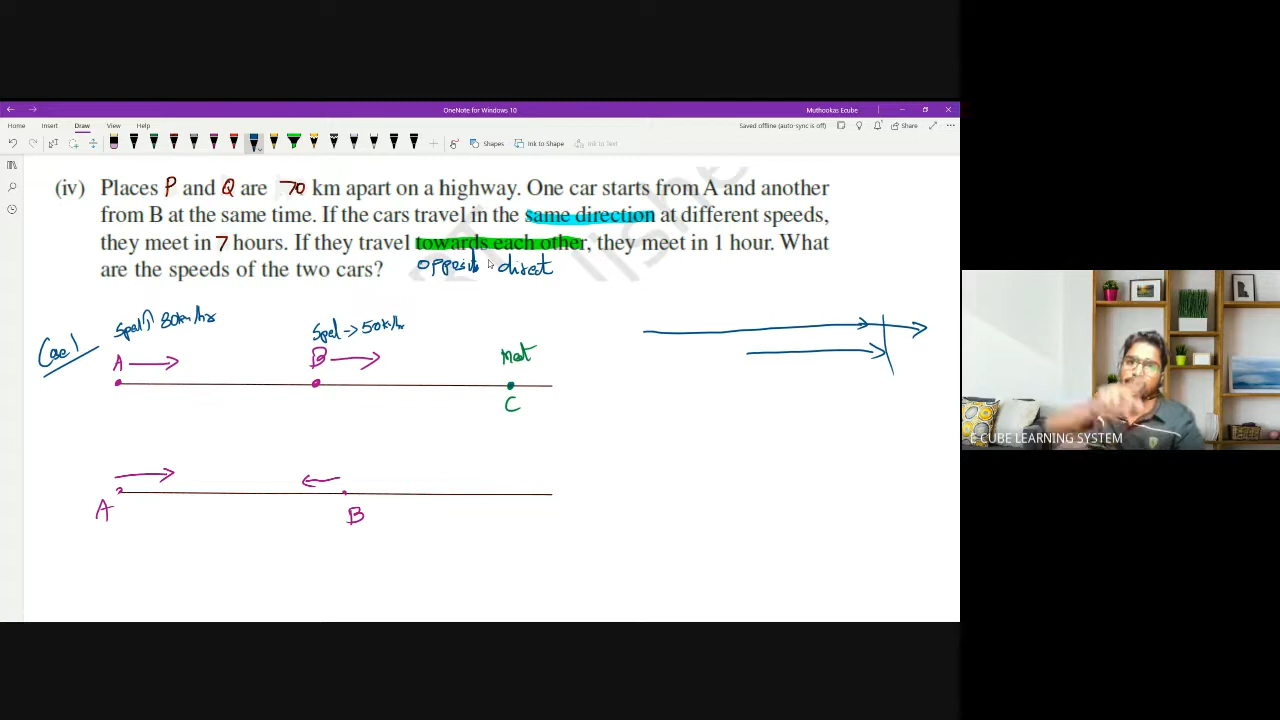 OneNote for Windows 10
Muthookas Ecube
Home Insert Draw View Help
Saved offline (auto-sync is off)
Share
Shapes Ink to Shape Ink to Text
(iv) Places P and Q are 70 km apart on a highway. One car starts from A and another
from B at the same time. If the cars travel in the same direction at different speeds,
they meet in 7 hours. If they travel towards each other, they meet in 1 hour. What
are the speeds of the two cars?
direct
Case 1
80km/hr
50km/hr
A
B
Meet
C
A
B
E CUBE LEARNING SYSTEM